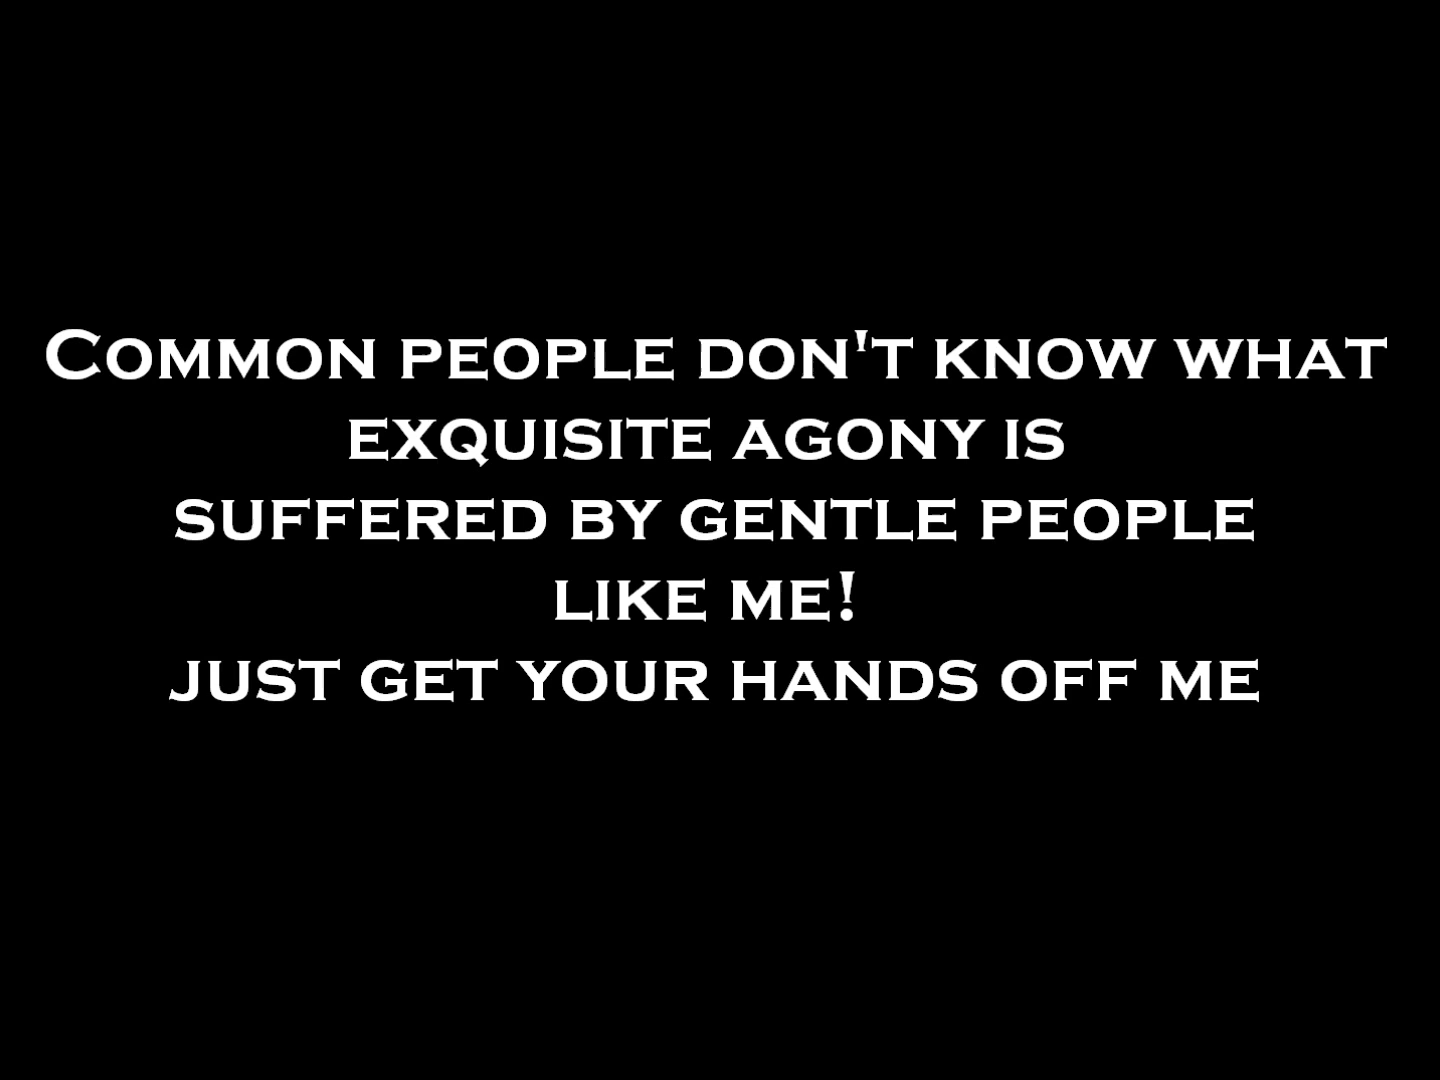 Common people don't know what
exquisite agony is
suffered by gentle people
like me!
just get your hands off me